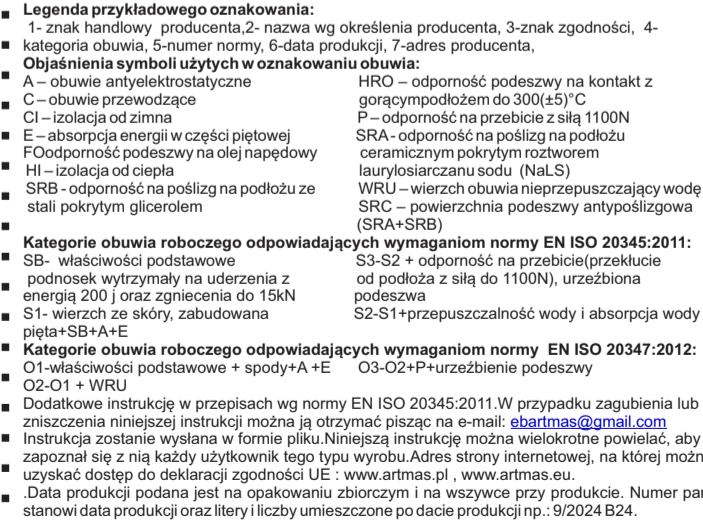 Legenda przykładowego oznakowania:
1- znak handlowy producenta,2- nazwa wg określenia producenta, 3-znak zgodności, 4-
kategoria obuwia, 5-numer normy, 6-data produkcji, 7-adres producenta,
Objaśnienia symboli użytych w oznakowaniu obuwia:
A – obuwie antyelektrostatyczne
C – obuwie przewodzące
CI – izolacja od zimna
E – absorpcja energii w części piętowej
FOodporność podeszwy na olej napędowy
HI – izolacja od ciepła
SRB - odporność na poślizg na podłożu ze
stali pokrytym glicerolem
HRO – odporność podeszwy na kontakt z
gorącympodłożem do 300(±5)°C
P – odporność na przebicie z siłą 1100N
SRA - odporność na poślizg na podłożu
ceramicznym pokrytym roztworem
laurylosiarczanu sodu (NaLS)
WRU – wierzch obuwia nieprzepuszczający wodę
SRC – powierzchnia podeszwy antypoślizgowa
(SRA+SRB)
Kategorie obuwia roboczego odpowiadających wymaganiom normy EN ISO 20345:2011:
SB- właściwości podstawowe
podnosek wytrzymały na uderzenia z
energią 200 j oraz zgniecenia do 15kN
S1- wierzch ze skóry, zabudowana
pięta+SB+A+E
S3-S2 + odporność na przebicie(przekłucie
od podłoża z siłą do 1100N), urzeźbiona
podeszwa
S2-S1+przepuszczalność wody i absorpcja wody
Kategorie obuwia roboczego odpowiadających wymaganiom normy EN ISO 20347:2012:
O1-właściwości podstawowe + spody+A +E O3-O2+P+urzeźbienie podeszwy
O2-O1 + WRU
Dodatkowe instrukcję w przepisach wg normy EN ISO 20345:2011.W przypadku zagubienia lub
zniszczenia niniejszej instrukcji można ją otrzymać pisząc na e-mail: ebartmas@gmail.com
Instrukcja zostanie wysłana w formie pliku.Niniejszą instrukcję można wielokrotne powielać, aby
zapoznał się z nią każdy użytkownik tego typu wyrobu.Adres strony internetowej, na której możn
uzyskać dostęp do deklaracji zgodności UE : www.artmas.pl , www.artmas.eu.
.Data produkcji podana jest na opakowaniu zbiorczym i na wszywce przy produkcie. Numer par
stanowi data produkcji oraz litery i liczby umieszczone po dacie produkcji np.: 9/2024 B24.